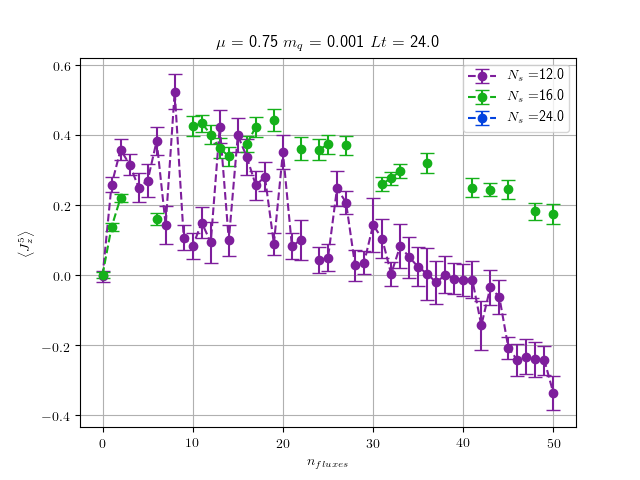 μ = 0.75 m_q = 0.001 Lt = 24.0
N_s =12.0
N_s =16.0
N_s =24.0
0.6
0.4
0.2
0.0
−0.2
−0.4
⟨J_z^5⟩
0 10 20 30 40 50
n_fluxes